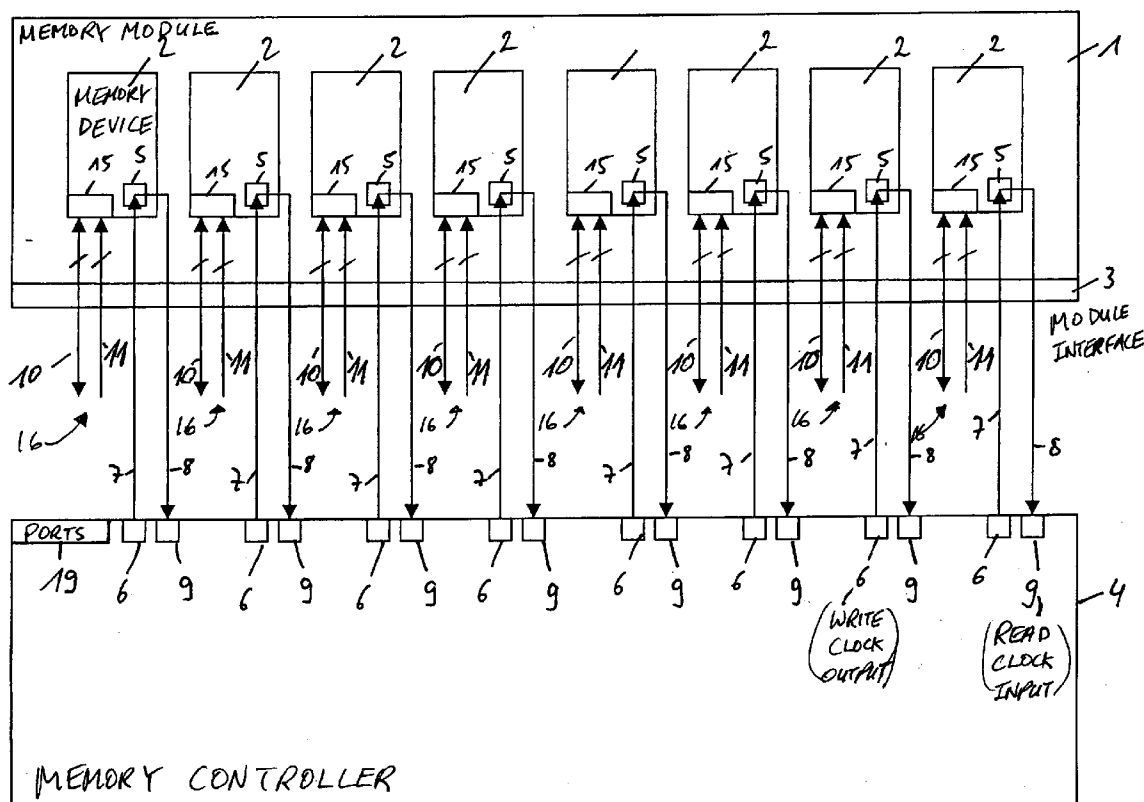 MEMORY MODULE
2 2 2 2 2 2 2 1
MEMORY
DEVICE
15 5 15 5 15 5 15 5 15 5 15 5 15 5 15 5
3
MODULE
INTERFACE
10 11 10 11 10 11 10 11 10 11 10 11 10 11 10 11
16 16 16 16 16 16 16 16
7 8 7 8 7 8 7 8 7 8 7 8 7 8 7 8
PORTS
19 6 9 6 9 6 9 6 9 6 9 6 9 6 9 6 9 4
(WRITE
CLOCK
OUTPUT)
(READ
CLOCK
INPUT)
MEMORY CONTROLLER